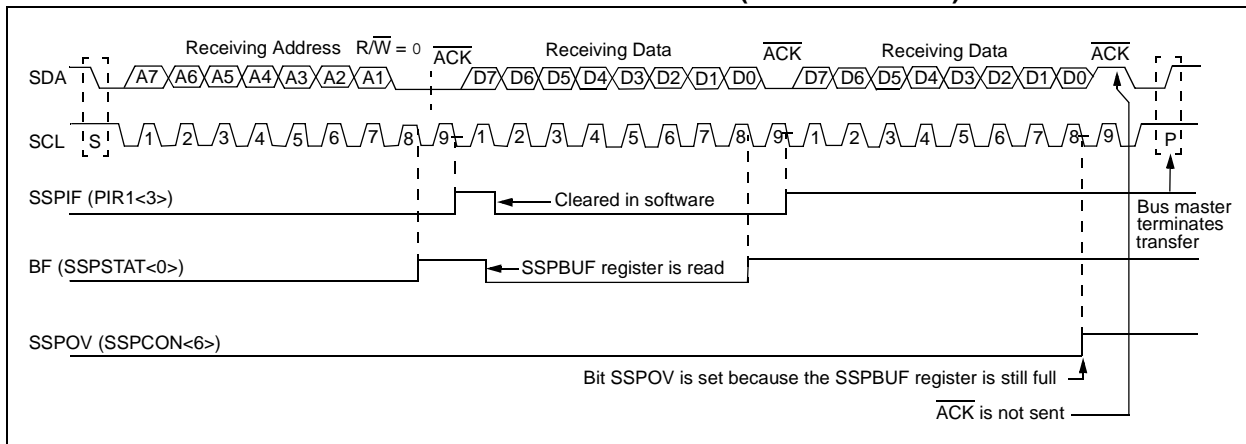 Receiving Address R/W = 0 ACK Receiving Data ACK Receiving Data ACK
SDA A7 A6 A5 A4 A3 A2 A1 D7 D6 D5 D4 D3 D2 D1 D0 D7 D6 D5 D4 D3 D2 D1 D0
SCL S 1 2 3 4 5 6 7 8 9 1 2 3 4 5 6 7 8 9 1 2 3 4 5 6 7 8 9 P
SSPIF (PIR1<3>) Cleared in software
Bus master
terminates
transfer
BF (SSPSTAT<0>) SSPBUF register is read
SSPOV (SSPCON<6>)
Bit SSPOV is set because the SSPBUF register is still full
ACK is not sent